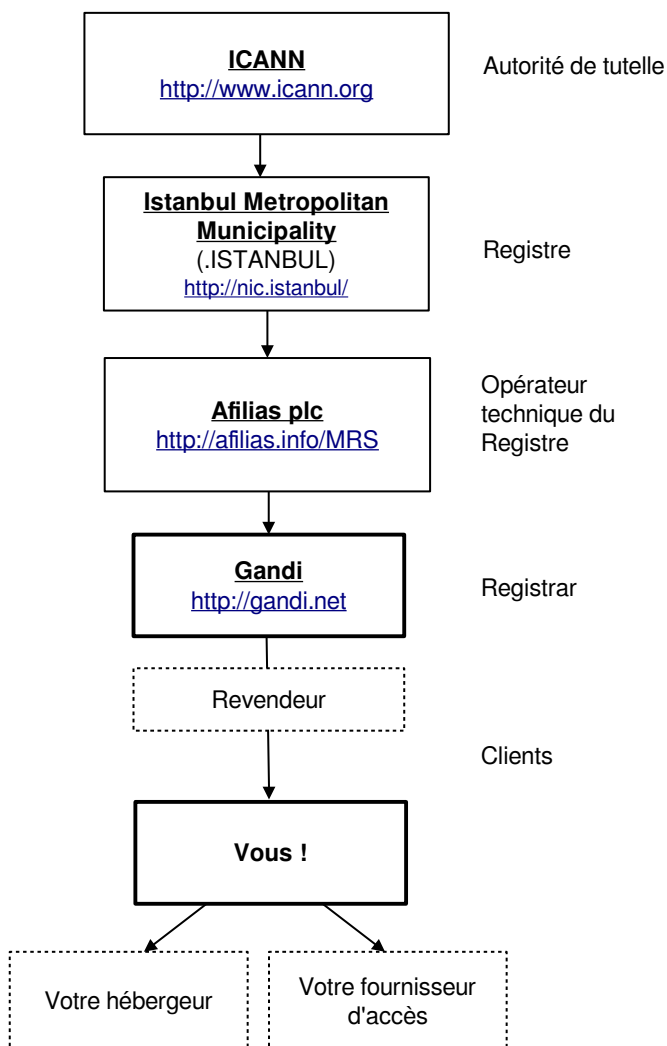 ICANN
http://www.icann.org
Autorité de tutelle
Istanbul Metropolitan
Municipality
(.ISTANBUL)
http://nic.istanbul/
Registre
Afilias plc
http://afilias.info/MRS
Opérateur
technique du
Registre
Gandi
http://gandi.net
Registrar
Revendeur
Clients
Vous !
Votre hébergeur
Votre fournisseur
d'accès